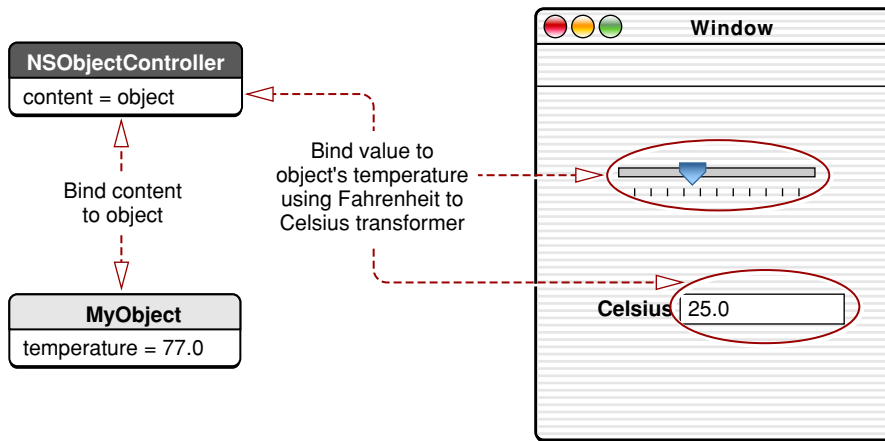 Window
NSObjectController
content = object
Bind value to
object's temperature
using Fahrenheit to
Celsius transformer
Bind content
to object
MyObject
temperature = 77.0
Celsius 25.0